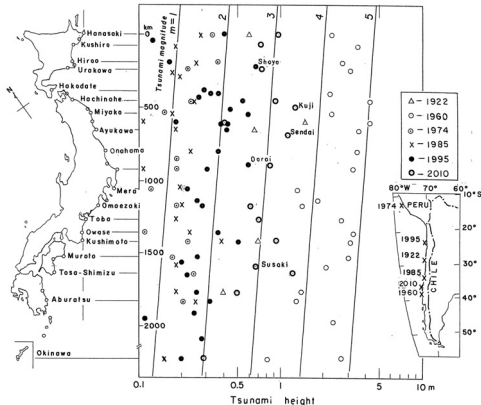 Hanasaki
Kushiro
Hiroo
Urakawa
Hakodate
Hachinohe
Miyako
Ayukawa
Onahama
Mera
Omaezaki
Toba
Owase
Kushimoto
Muroto
Tosa-Shimizu
Aburatsu
Okinawa
km
0
500
1000
1500
2000
Tsunami magnitude
m=1
2
3
4
5
Shoya
Kuji
Sendai
Oarai
Susaki
0.1
0.5
1
5
10 m
Tsunami height
△ – 1922
○ – 1960
– 1974
× – 1985
● – 1995
– 2010
80°W
70°
60°
10°S
20°
30°
40°
50°
PERU
CHILE
1974
1995
1922
1985
2010
1960